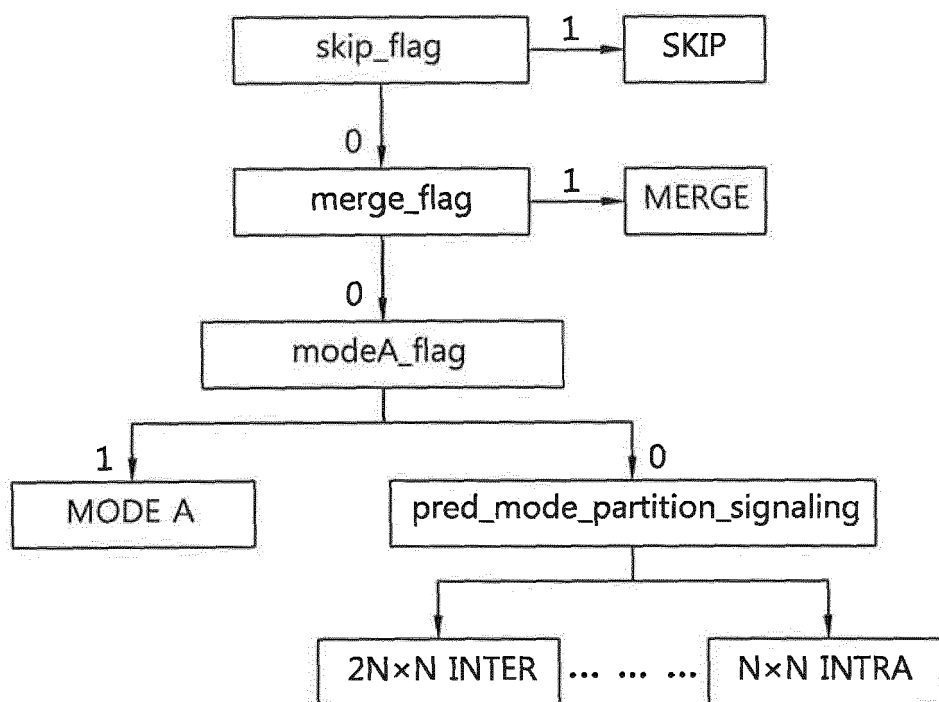 skip_flag
1
SKIP
0
merge_flag
1
MERGE
0
modeA_flag
1
0
MODE A
pred_mode_partition_signaling
2N×N INTER
... ... ...
N×N INTRA